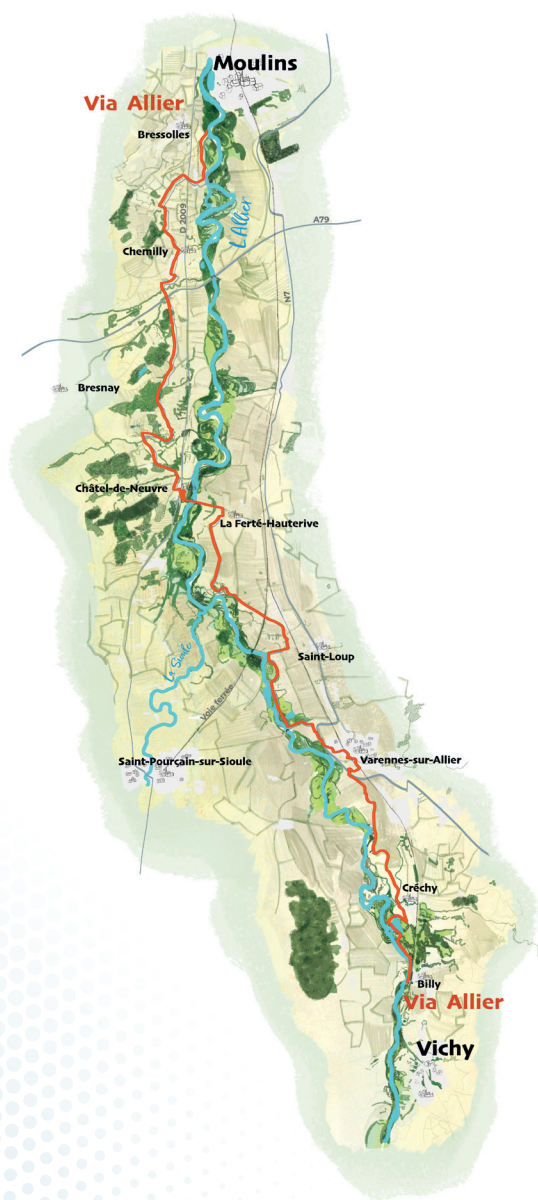 Moulins
Via Allier
Bressolles
D 2009
L'Allier
A79
Chemilly
N7
Bresnay
Châtel-de-Neuvre
La Ferté-Hauterive
La Sioule
Saint-Loup
Voie ferrée
Saint-Pourçain-sur-Sioule
Varennes-sur-Allier
Créchy
Billy
Via Allier
Vichy